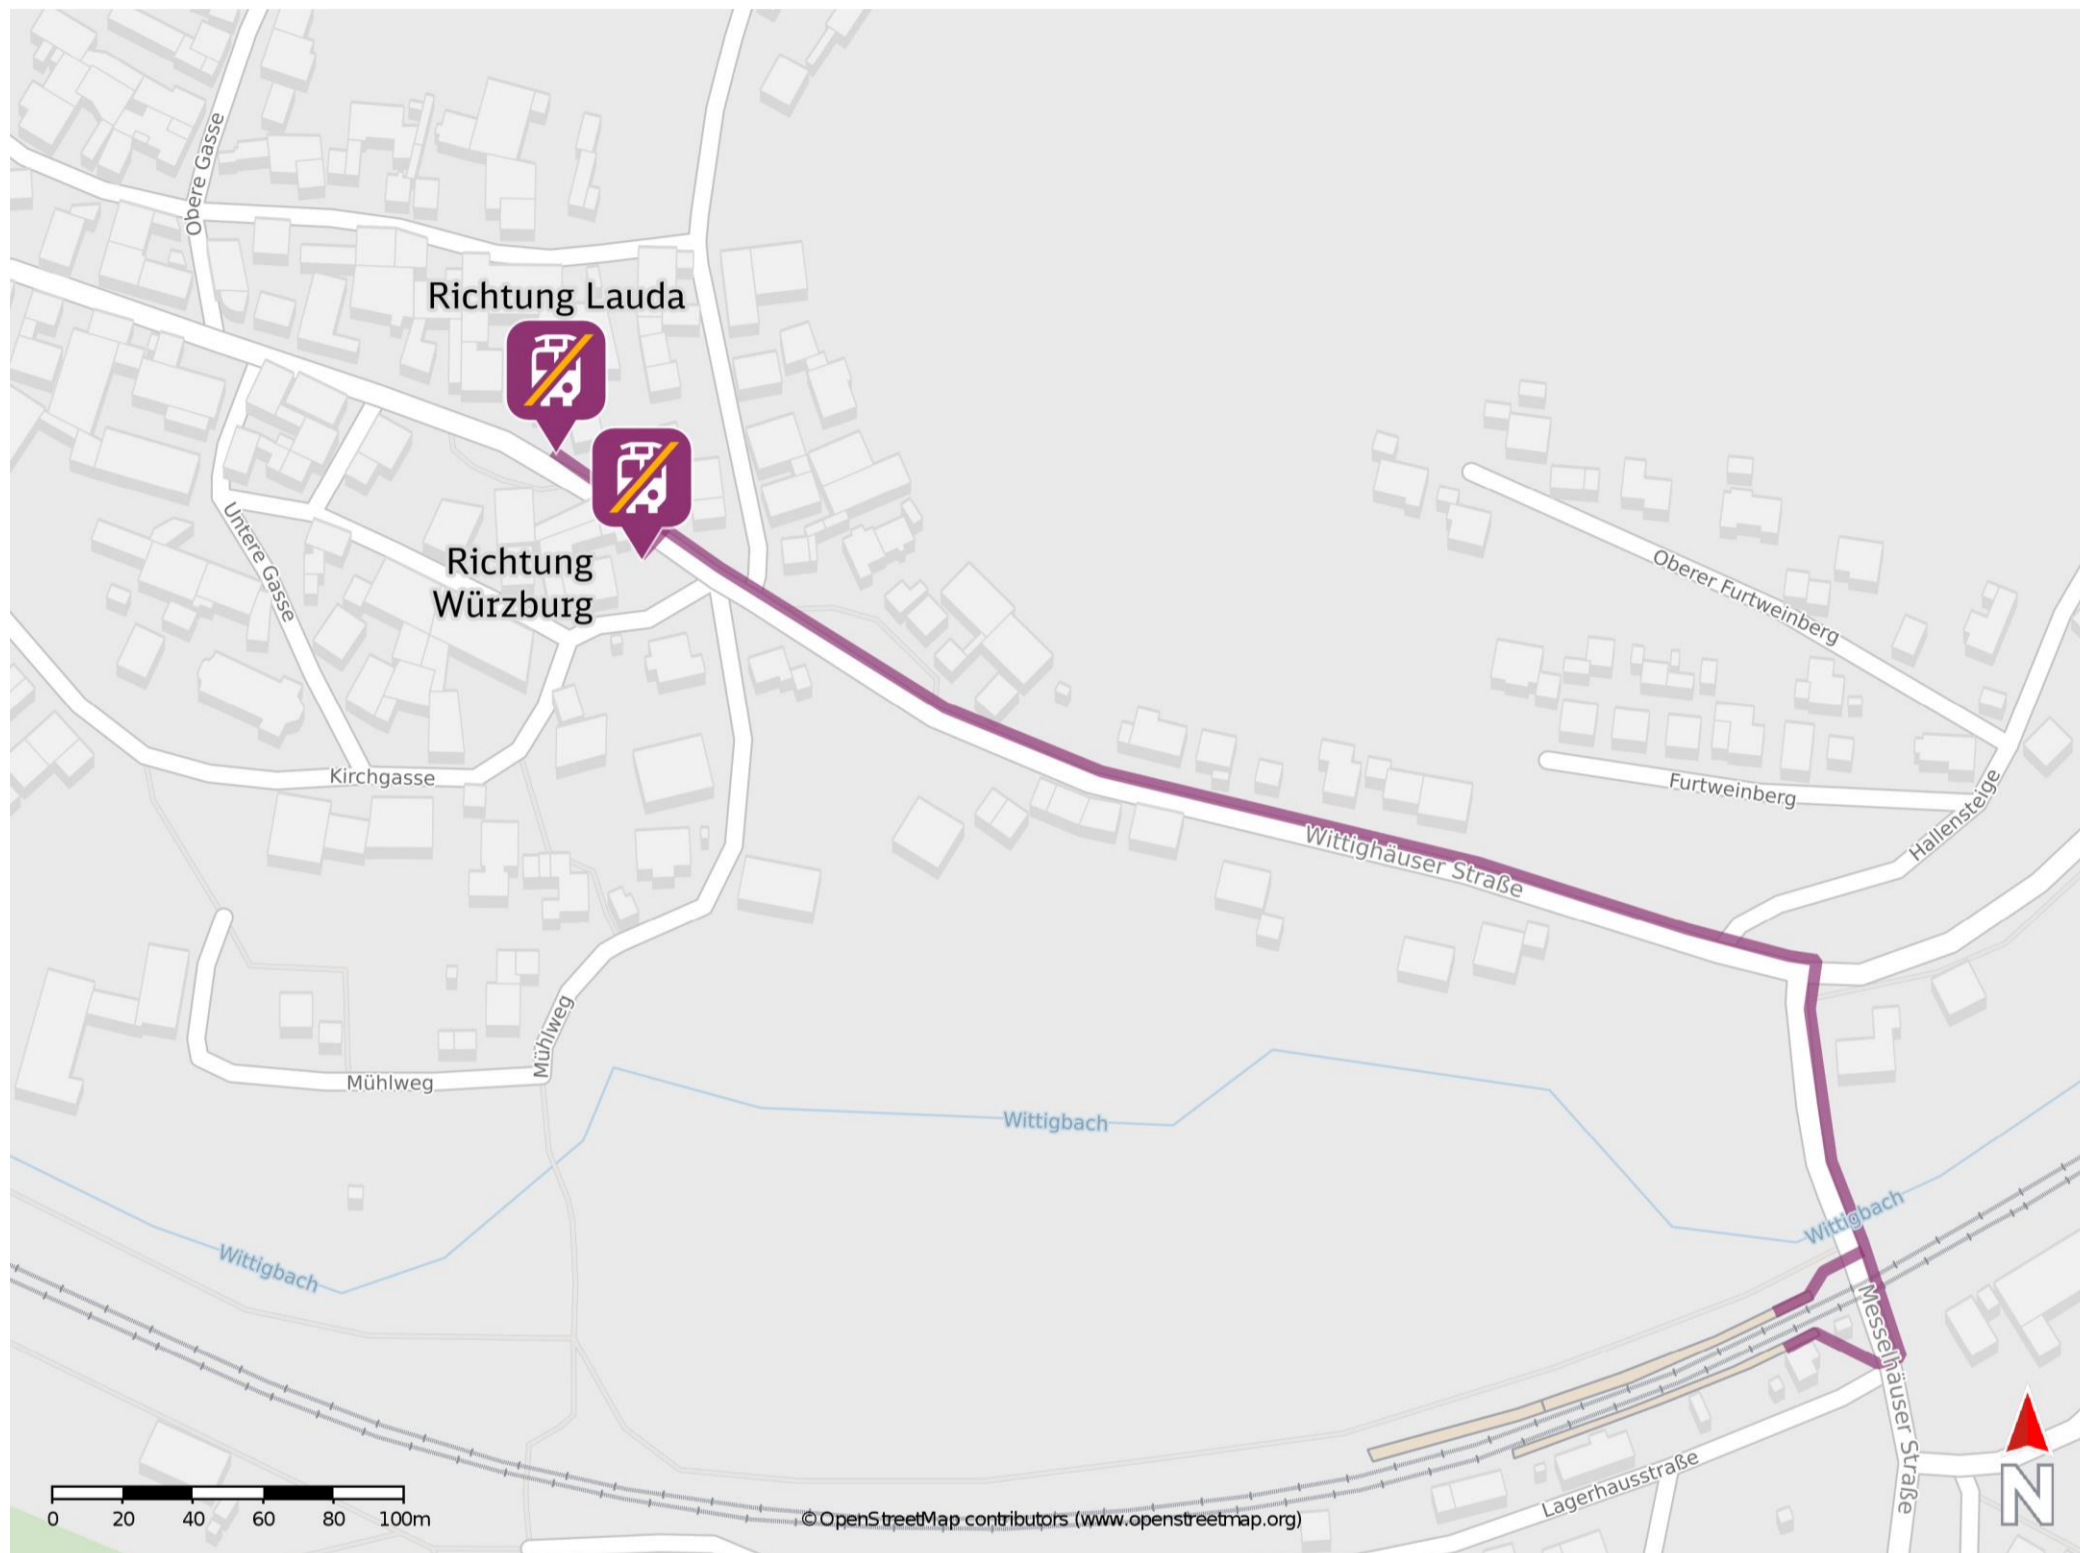 Obere Gasse
Richtung Lauda
Richtung
Würzburg
Untere Gasse
Oberer Furtweinberg
Kirchgasse
Furtweinberg
Hallensteige
Wittighäuser Straße
Mühlweg
Mühlweg
Wittigbach
Wittigbach
Wittigbach
Messelhäuser Straße
Lagerhausstraße
0 20 40 60 80 100m
©OpenStreetMap contributors (www.openstreetmap.org)
N